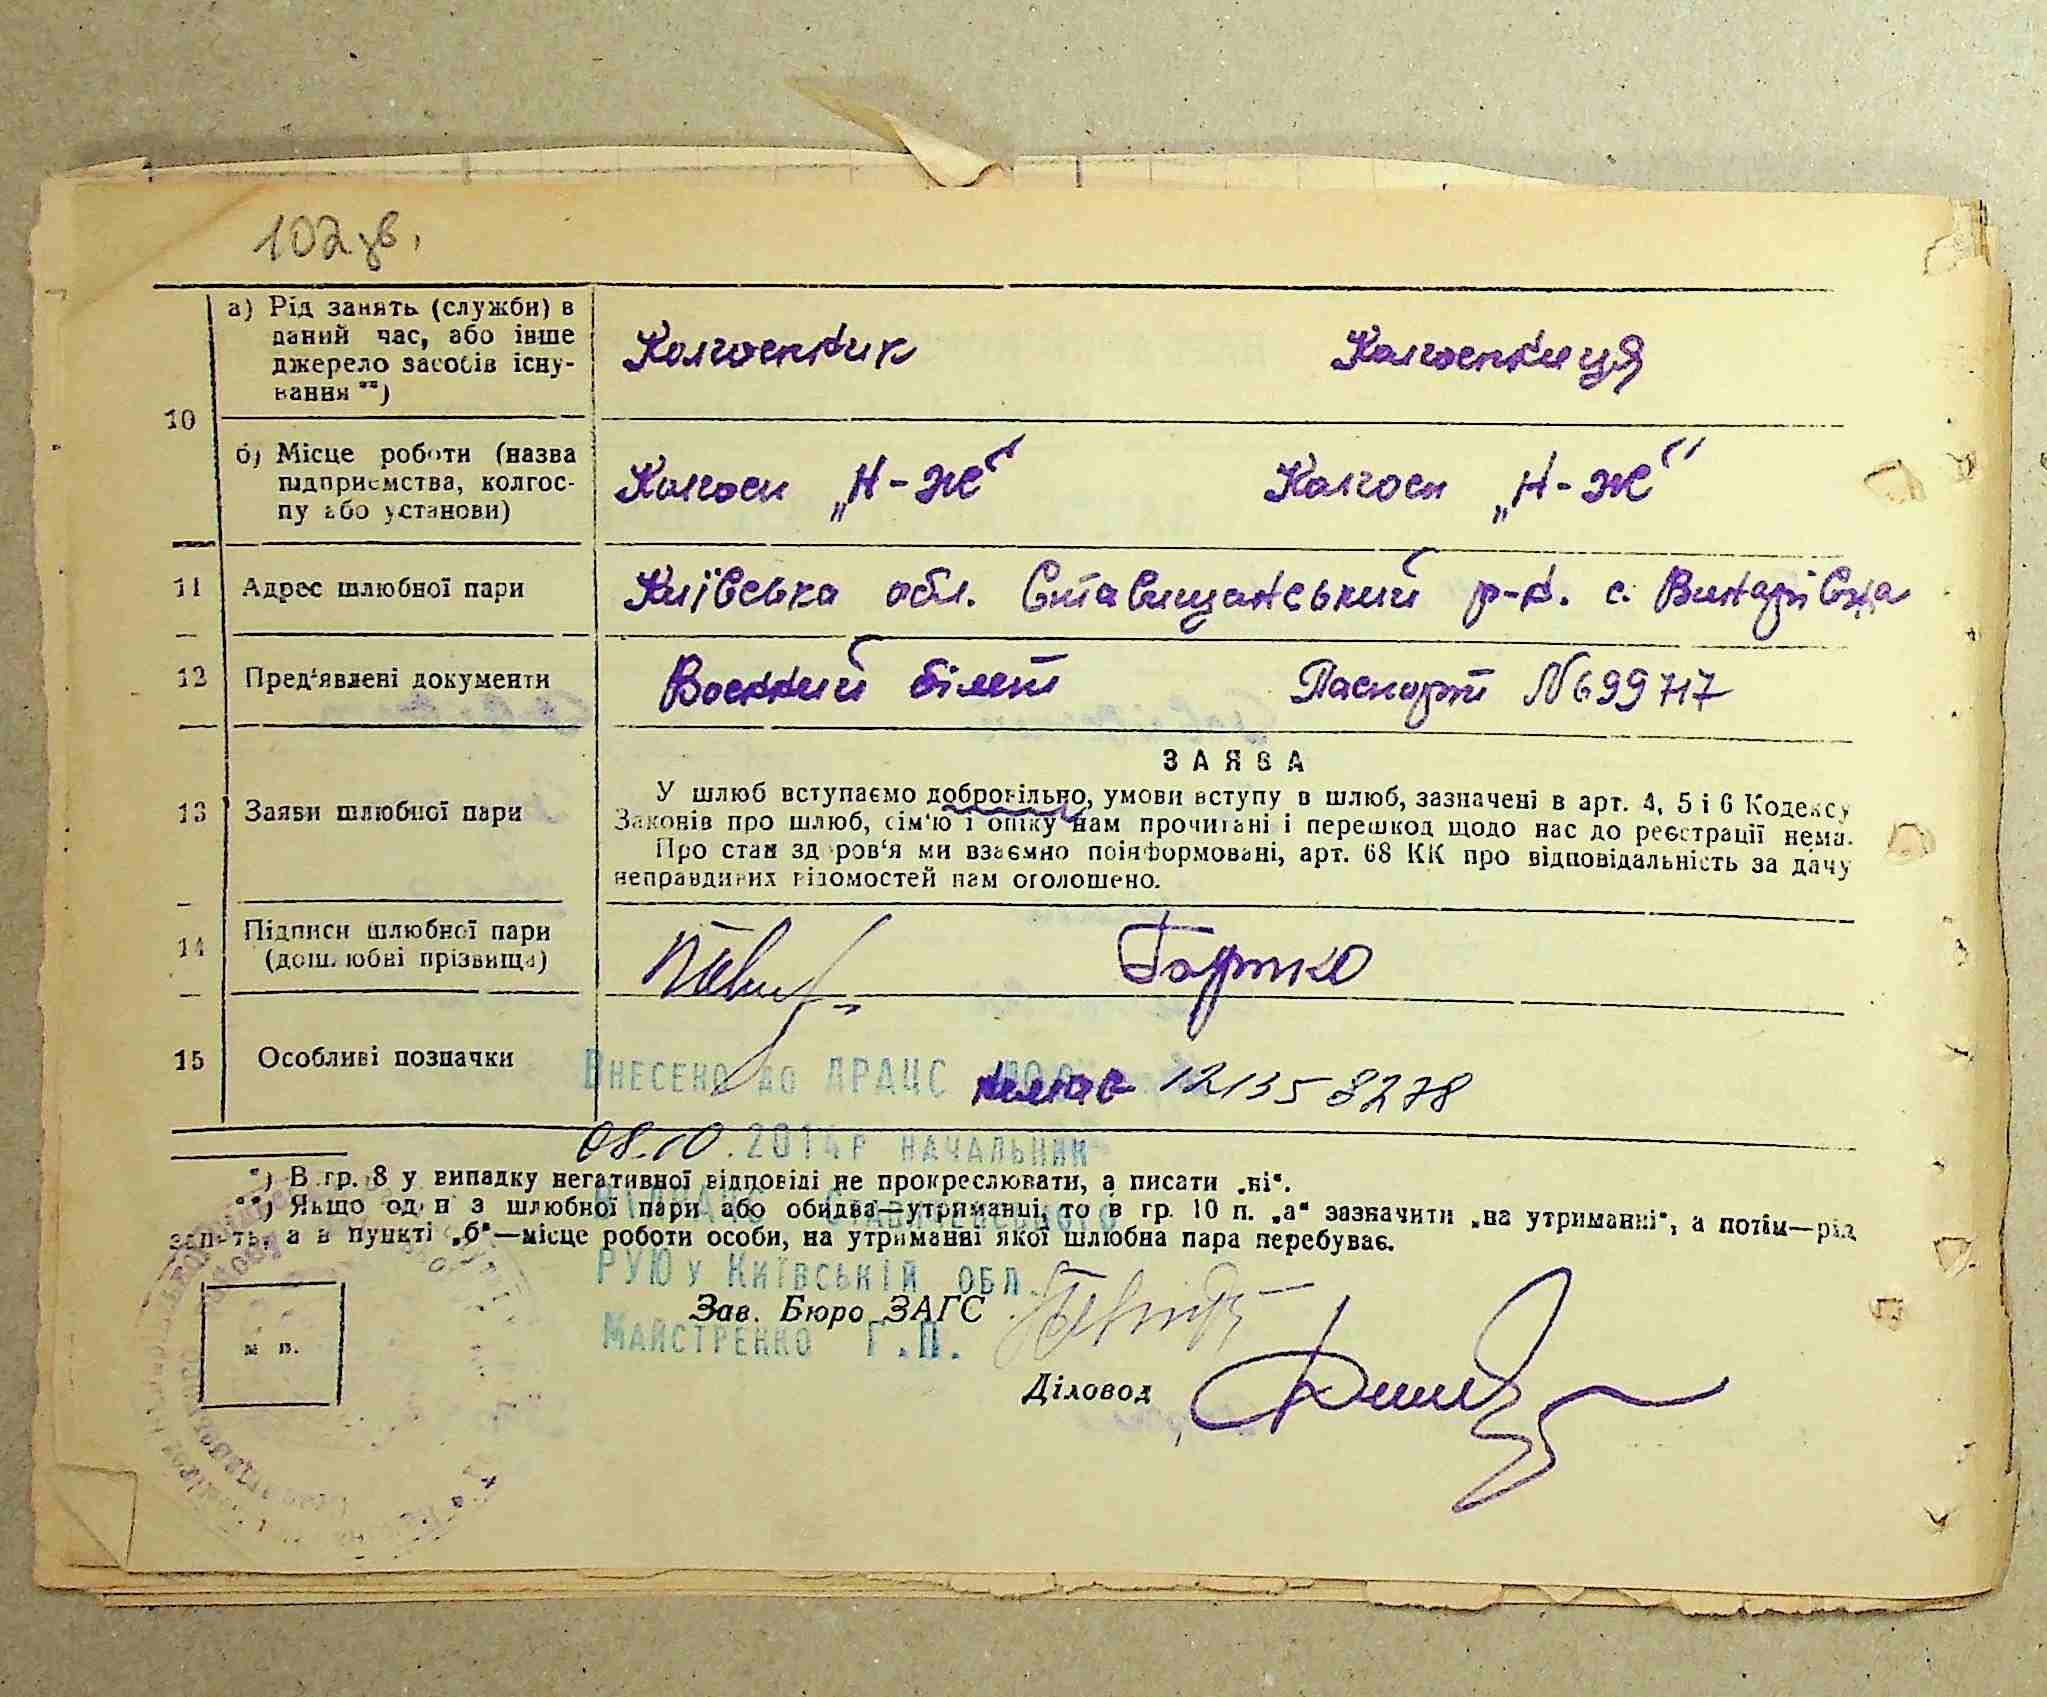 102 зв.
а) Рід занять (служби) в
даний час, або інше
джерело засобів існу-
вання **)
Колгоспник Колгоспниця
10
б) Місце роботи (назва
підприємства, колгос-
пу або установи)
Колгосп „Н-Ж“ Колгосп „Н-Ж“
11 Адрес шлюбної пари Київська обл. Ставищанський р-н. с. Винарівка
12 Пред‘явлені документи Воєнний білет Паспорт №699717
ЗАЯВА
13 Заяви шлюбної пари
У шлюб вступаємо добровільно, умови вступу в шлюб, зазначені в арт. 4, 5 і 6 Кодексу
Законів про шлюб, сім‘ю і опіку нам прочитані і перешкод щодо нас до реєстрації нема.
Про стан здоров‘я ми взаємно поінформовані, арт. 68 КК про відповідальність за дачу
неправдивих відомостей нам оголошено.
14 Підписи шлюбної пари
(дошлюбні прізвища)
15 Особливі позначки
Внесено до ДРАЦС 12135 8278
08.10.2014р начальник
*) В гр. 8 у випадку негативної відповіді не прокреслювати, а писати „ні“.
Ставищенського
**) Якщо один з шлюбної пари або обидва—утриманці, то в гр. 10 п. „а“ зазначити „на утриманні“, а потім—рід
занять, а в пункті „б“—місце роботи особи, на утриманні якої шлюбна пара перебуває.
РУЮ у Київській обл.
Зав. Бюро ЗАГС
Майстренко Г.П.
м. п.
Діловод